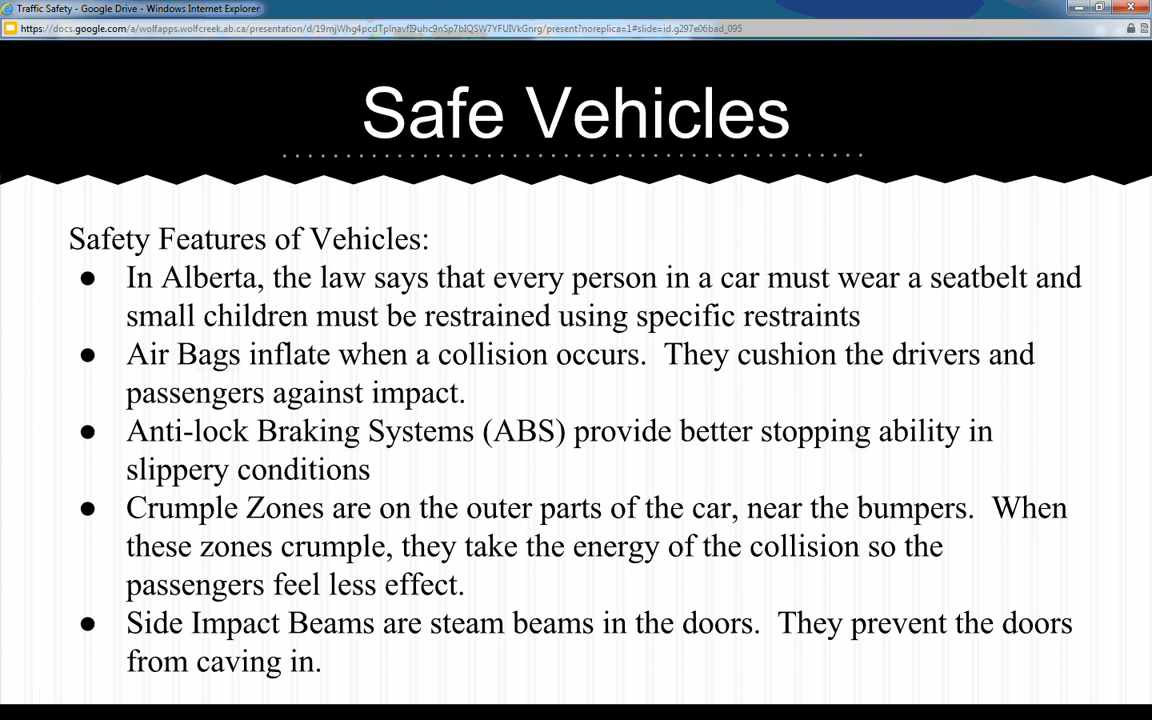 Traffic Safety - Google Drive - Windows Internet Explorer
Safe Vehicles
Safety Features of Vehicles:
● In Alberta, the law says that every person in a car must wear a seatbelt and
small children must be restrained using specific restraints
● Air Bags inflate when a collision occurs.  They cushion the drivers and
passengers against impact.
● Anti-lock Braking Systems (ABS) provide better stopping ability in
slippery conditions
● Crumple Zones are on the outer parts of the car, near the bumpers.  When
these zones crumple, they take the energy of the collision so the
passengers feel less effect.
● Side Impact Beams are steam beams in the doors.  They prevent the doors
from caving in.